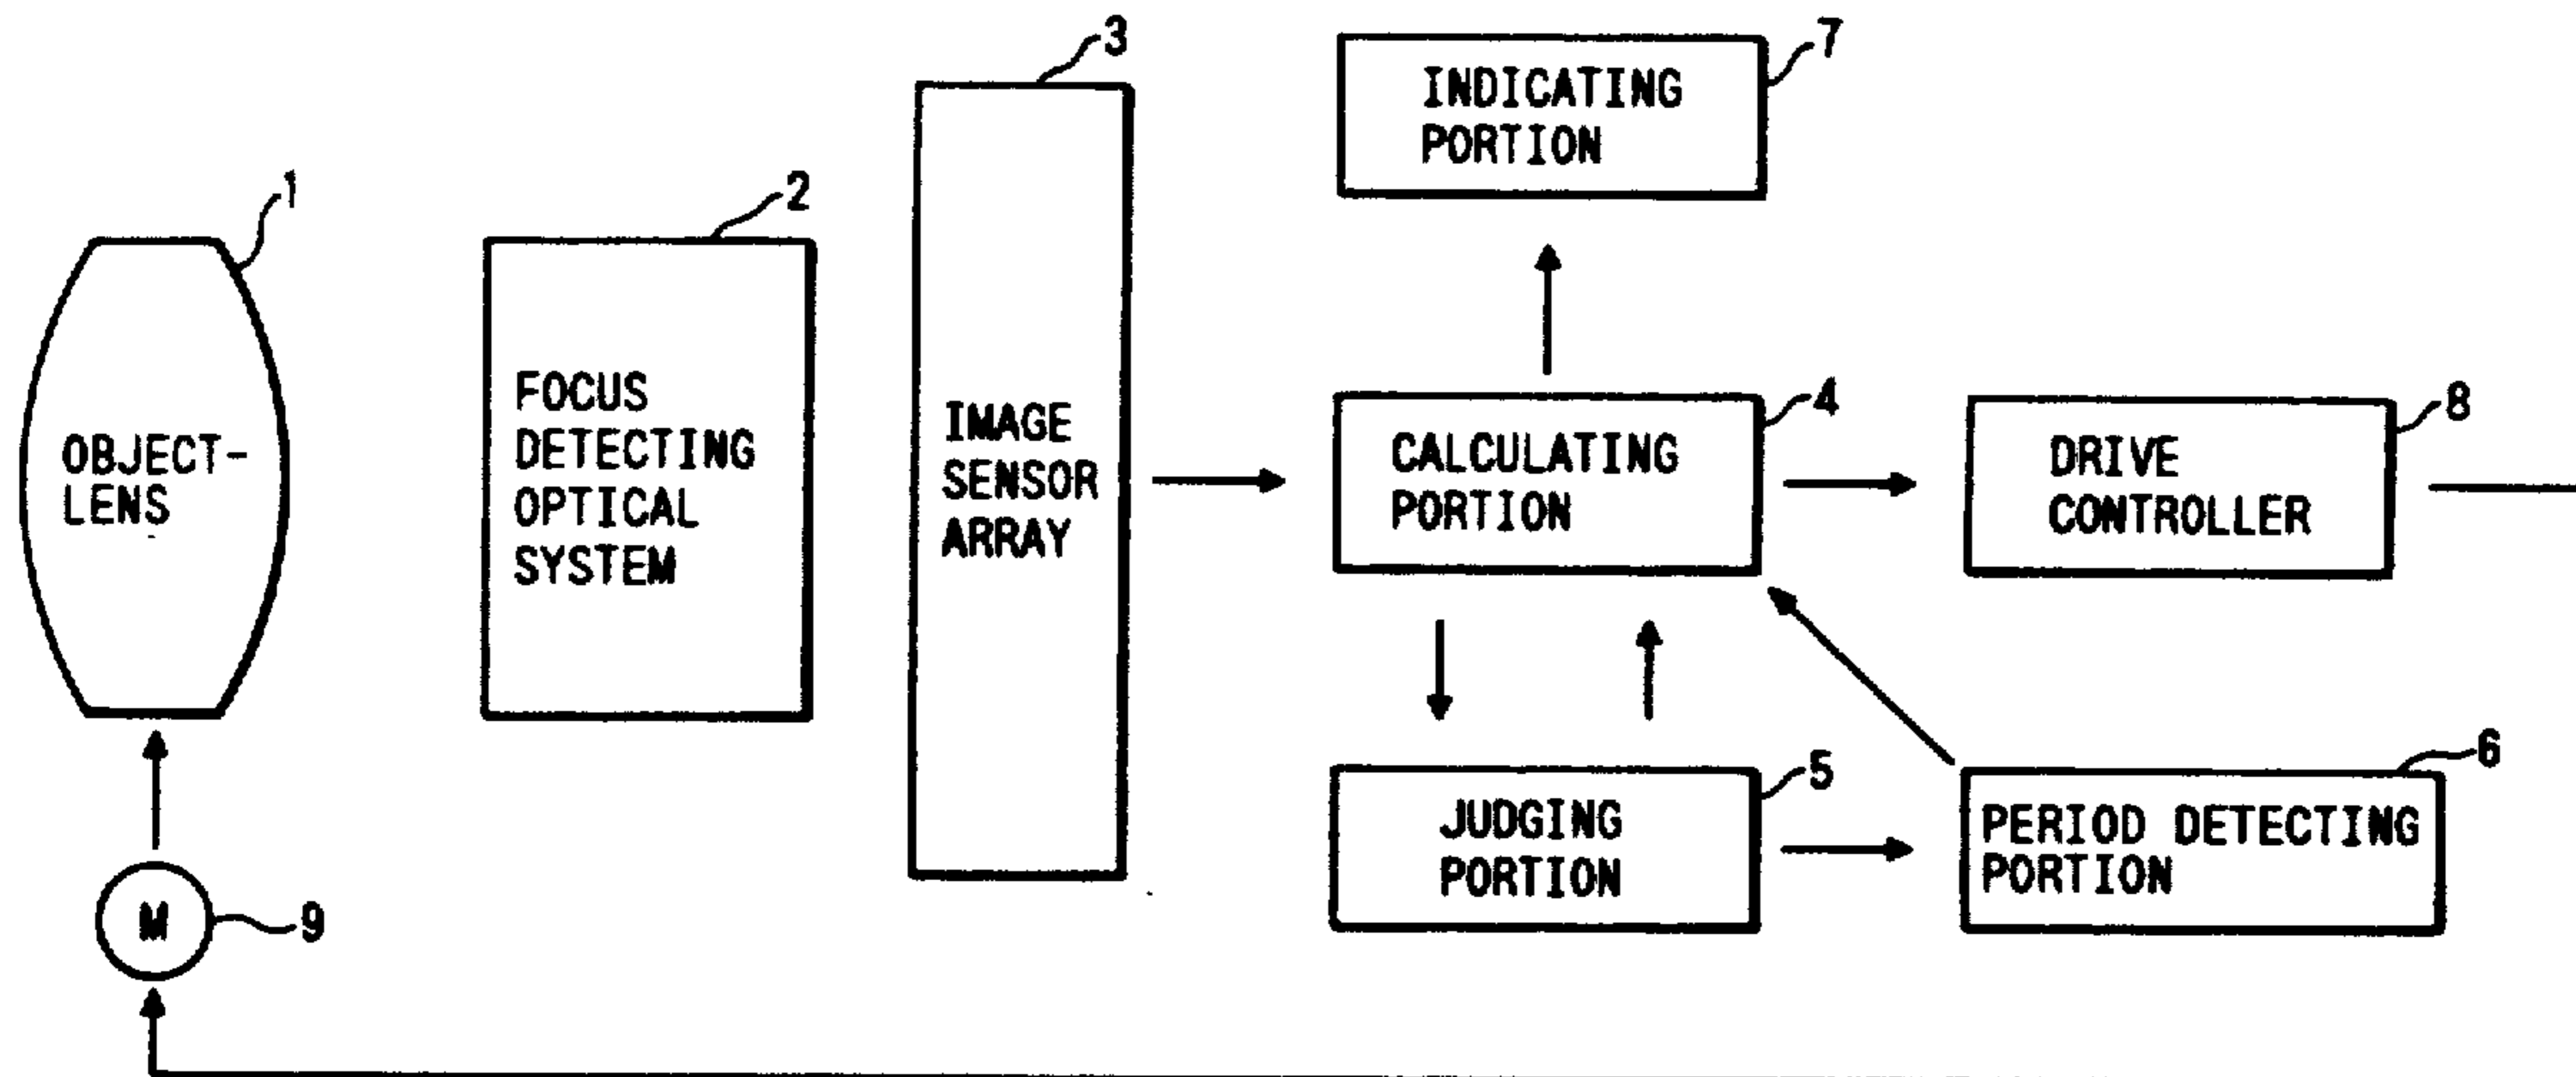 1
OBJECT-
LENS
2
FOCUS
DETECTING
OPTICAL
SYSTEM
3
IMAGE
SENSOR
ARRAY
7
INDICATING
PORTION
4
CALCULATING
PORTION
8
DRIVE
CONTROLLER
5
JUDGING
PORTION
6
PERIOD DETECTING
PORTION
M
9